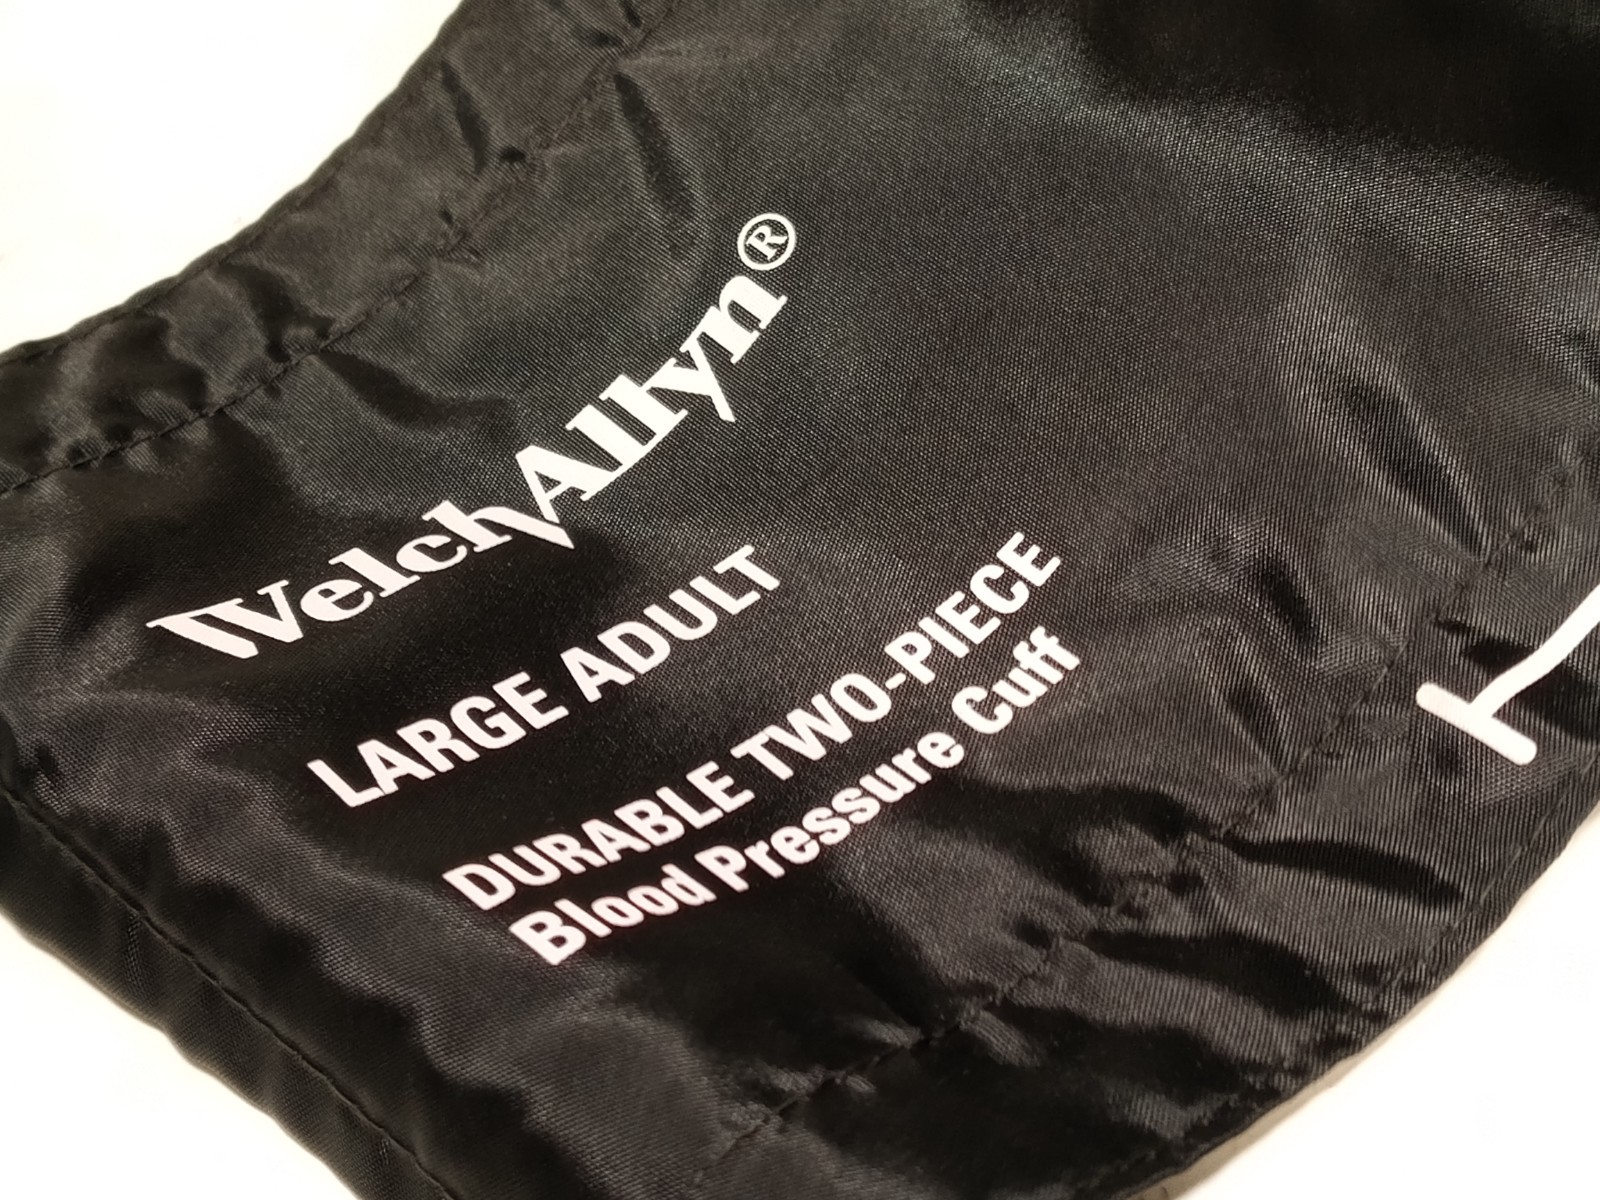 WelchAllyn®
LARGE ADULT
DURABLE TWO-PIECE
Blood Pressure Cuff